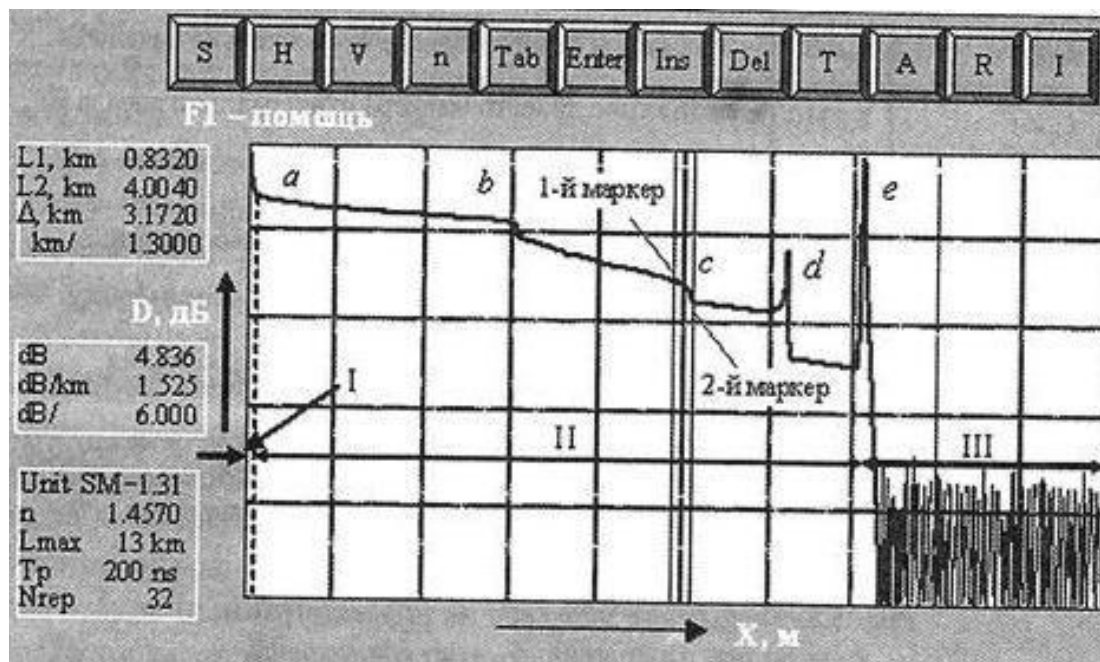 S H V n Tab Enter Ins Del T A R I
F1 – помощь
L1, km 0.8320
L2, km 4.0040
Δ, km 3.1720
km/ 1.3000
D, дБ
dB 4.836
dB/km 1.525
dB/ 6.000
Unit SM-1.31
n 1.4570
Lmax 13 km
Tp 200 ns
Nrep 32
a
b
1-й маркер
c
d
e
2-й маркер
I
II
III
X, м